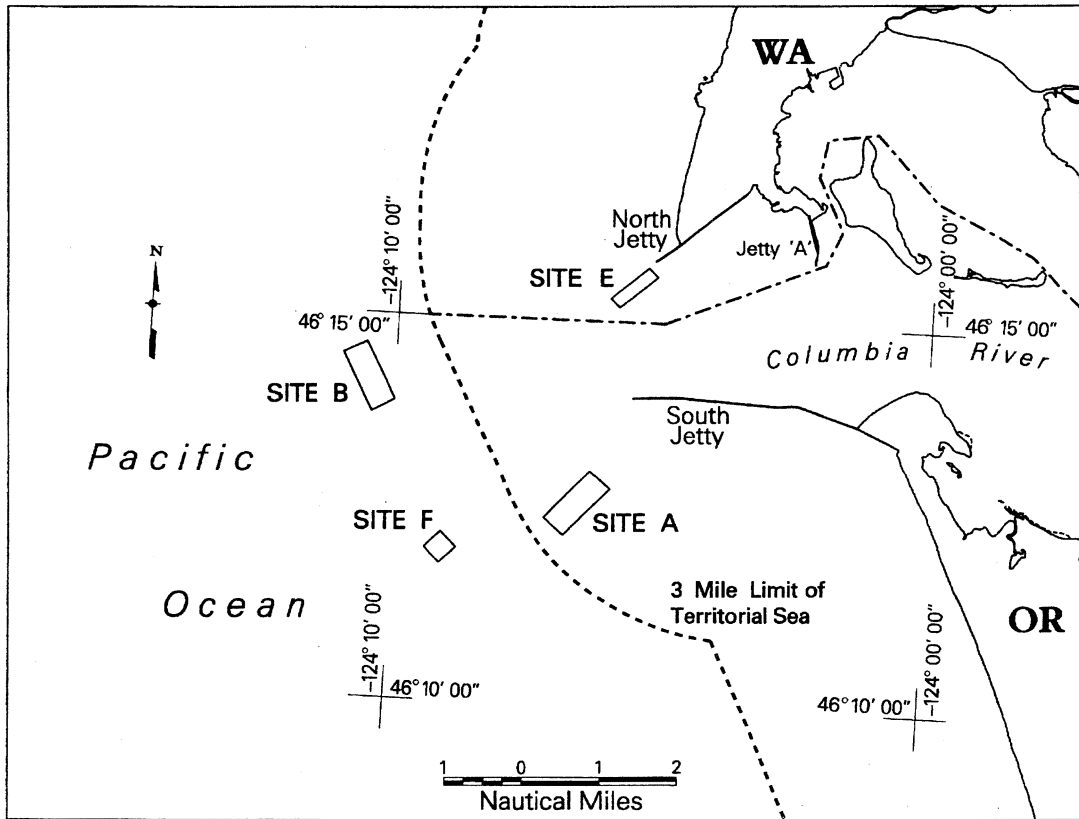 WA
N
-124° 10' 00"
North
Jetty
Jetty 'A'
-124° 00' 00"
SITE E
46° 15' 00"
46° 15' 00"
Columbia River
SITE B
South
Jetty
Pacific
SITE F
SITE A
Ocean
3 Mile Limit of
Territorial Sea
OR
-124° 10' 00"
46° 10' 00"
-124° 00' 00"
46° 10' 00"
1 0 1 2
Nautical Miles